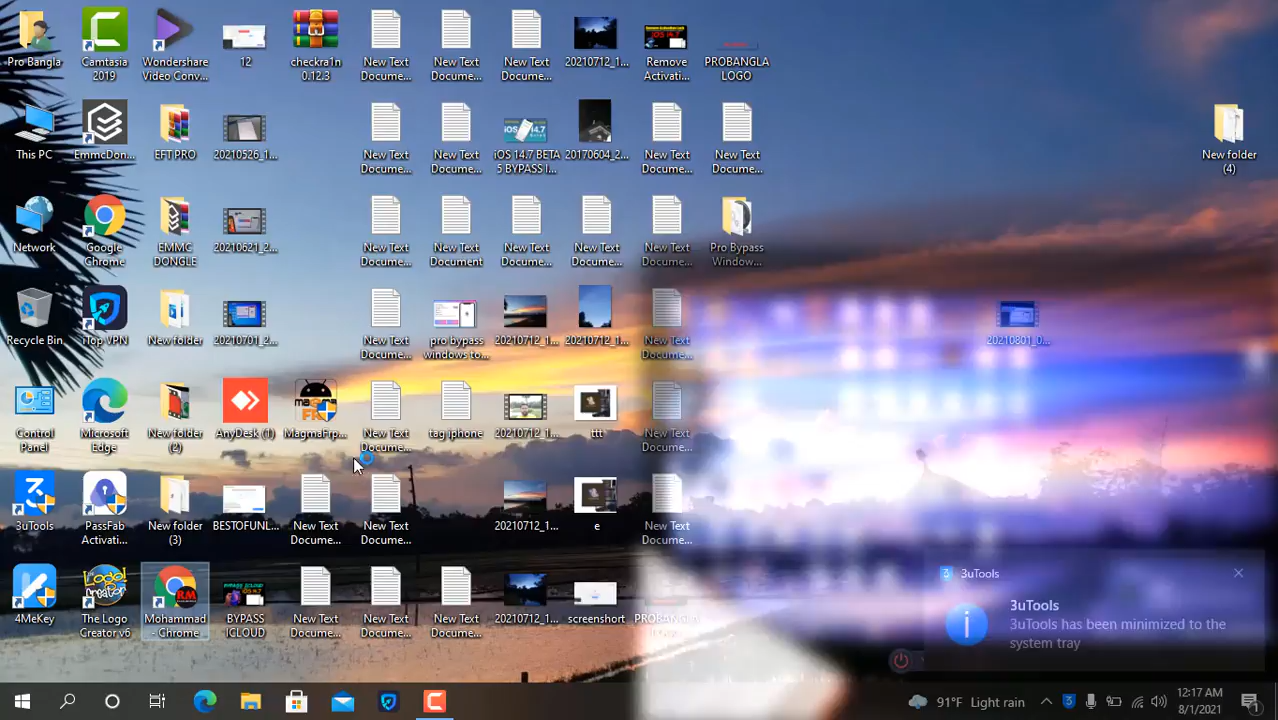 Pro Bangla
Camtasia
2019
Wondershare
Video Conv...
12
checkra1n
0.12.3
New Text
Docume...
New Text
Docume...
New Text
Docume...
20210712_1...
Remove
Activati...
PROBANGLA
LOGO
This PC
EmmcDon...
EFT PRO
20210526_1...
New Text
Docume...
New Text
Docume...
iOS 14.7 BETA
5 BYPASS I...
20170604_2...
New Text
Docume...
New Text
Docume...
New folder
(4)
Network
Google
Chrome
EMMC
DONGLE
20210621_2...
New Text
Docume...
New Text
Document
New Text
Docume...
New Text
Docume...
New Text
Docume...
Pro Bypass
Window...
Recycle Bin
iTop VPN
New folder
20210701_2...
New Text
Docume...
pro bypass
windows to...
20210712_1...
20210712_1...
New Text
Docume...
20210801_0...
Control
Panel
Microsoft
Edge
New folder
(2)
AnyDesk (1)
MagmaFrp...
New Text
Docume...
tag iphone
20210712_1...
ttt
New Text
Docume...
3uTools
PassFab
Activati...
New folder
(3)
BESTOFUNL...
New Text
Docume...
New Text
Docume...
20210712_1...
e
New Text
Docume...
4MeKey
The Logo
Creator v6
Mohammad
- Chrome
BYPASS
ICLOUD
New Text
Docume...
New Text
Docume...
New Text
Docume...
20210712_1...
screenshort
3uTools
3uTools
3uTools has been minimized to the
system tray
91°F Light rain
12:17 AM
8/1/2021